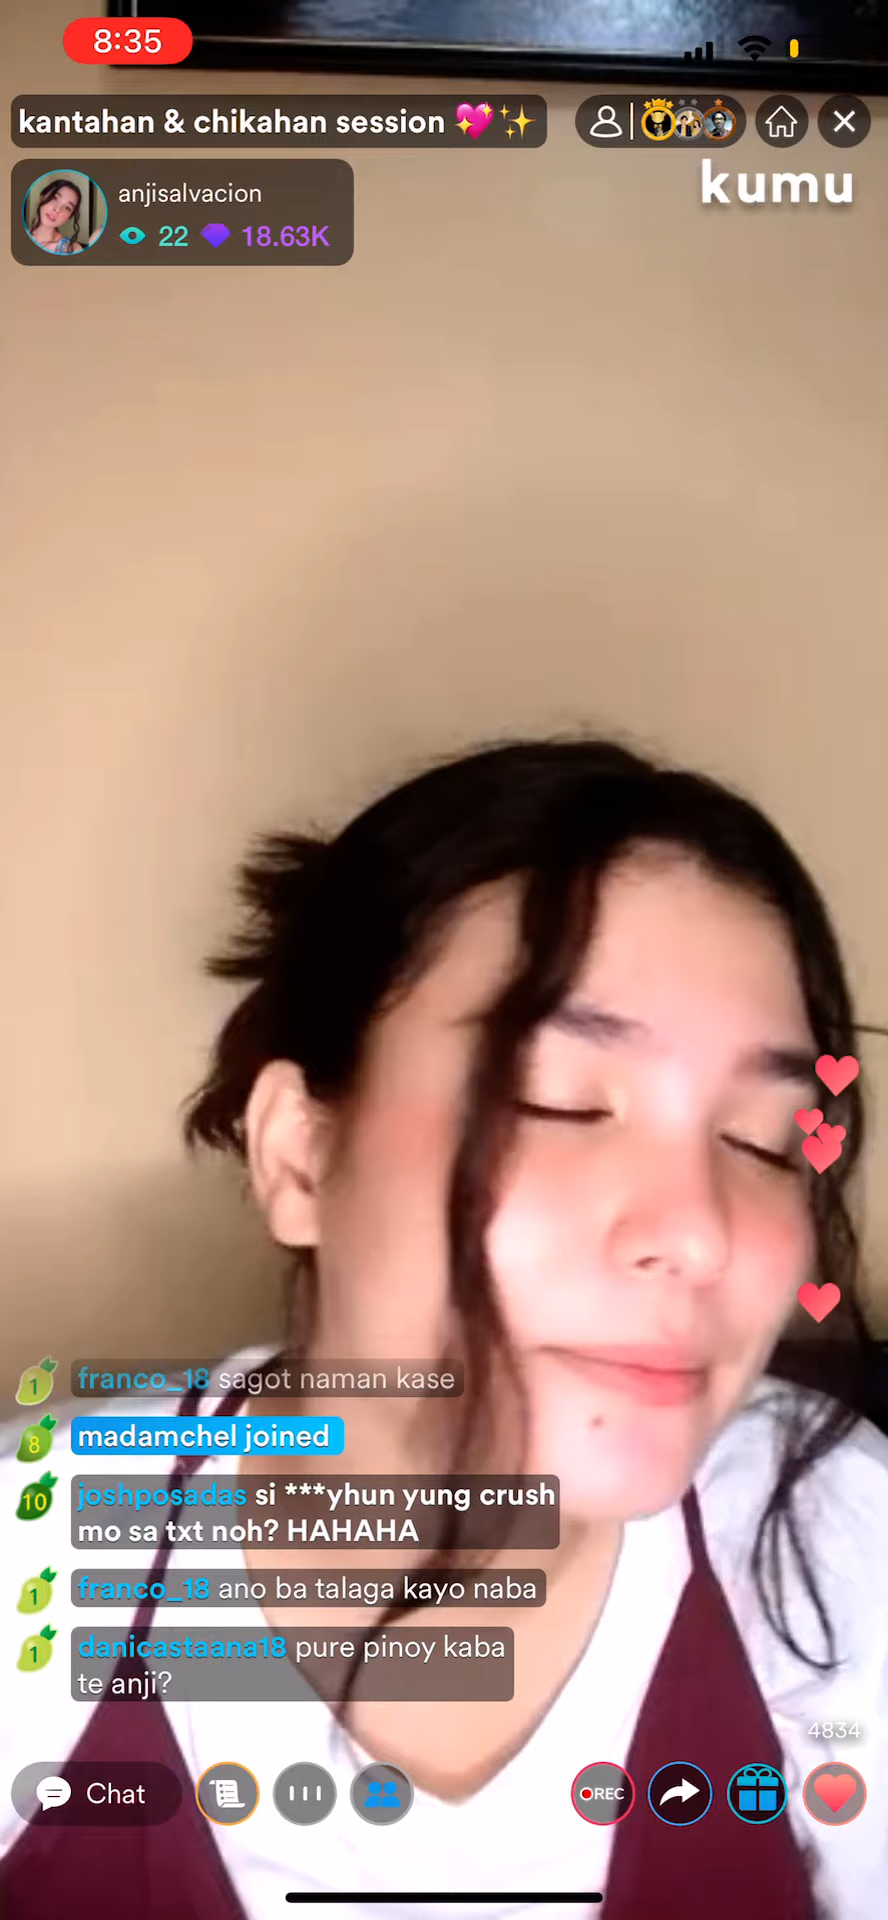 8:35
kantahan & chikahan session 💖✨
kumu
anjisalvacion
22 18.63K
1 franco_18 sagot naman kase
8 madamchel joined
10 joshposadas si ***yhun yung crush
mo sa txt noh? HAHAHA
1 franco_18 ano ba talaga kayo naba
1 danicastaana18 pure pinoy kaba
te anji?
4834
Chat
REC